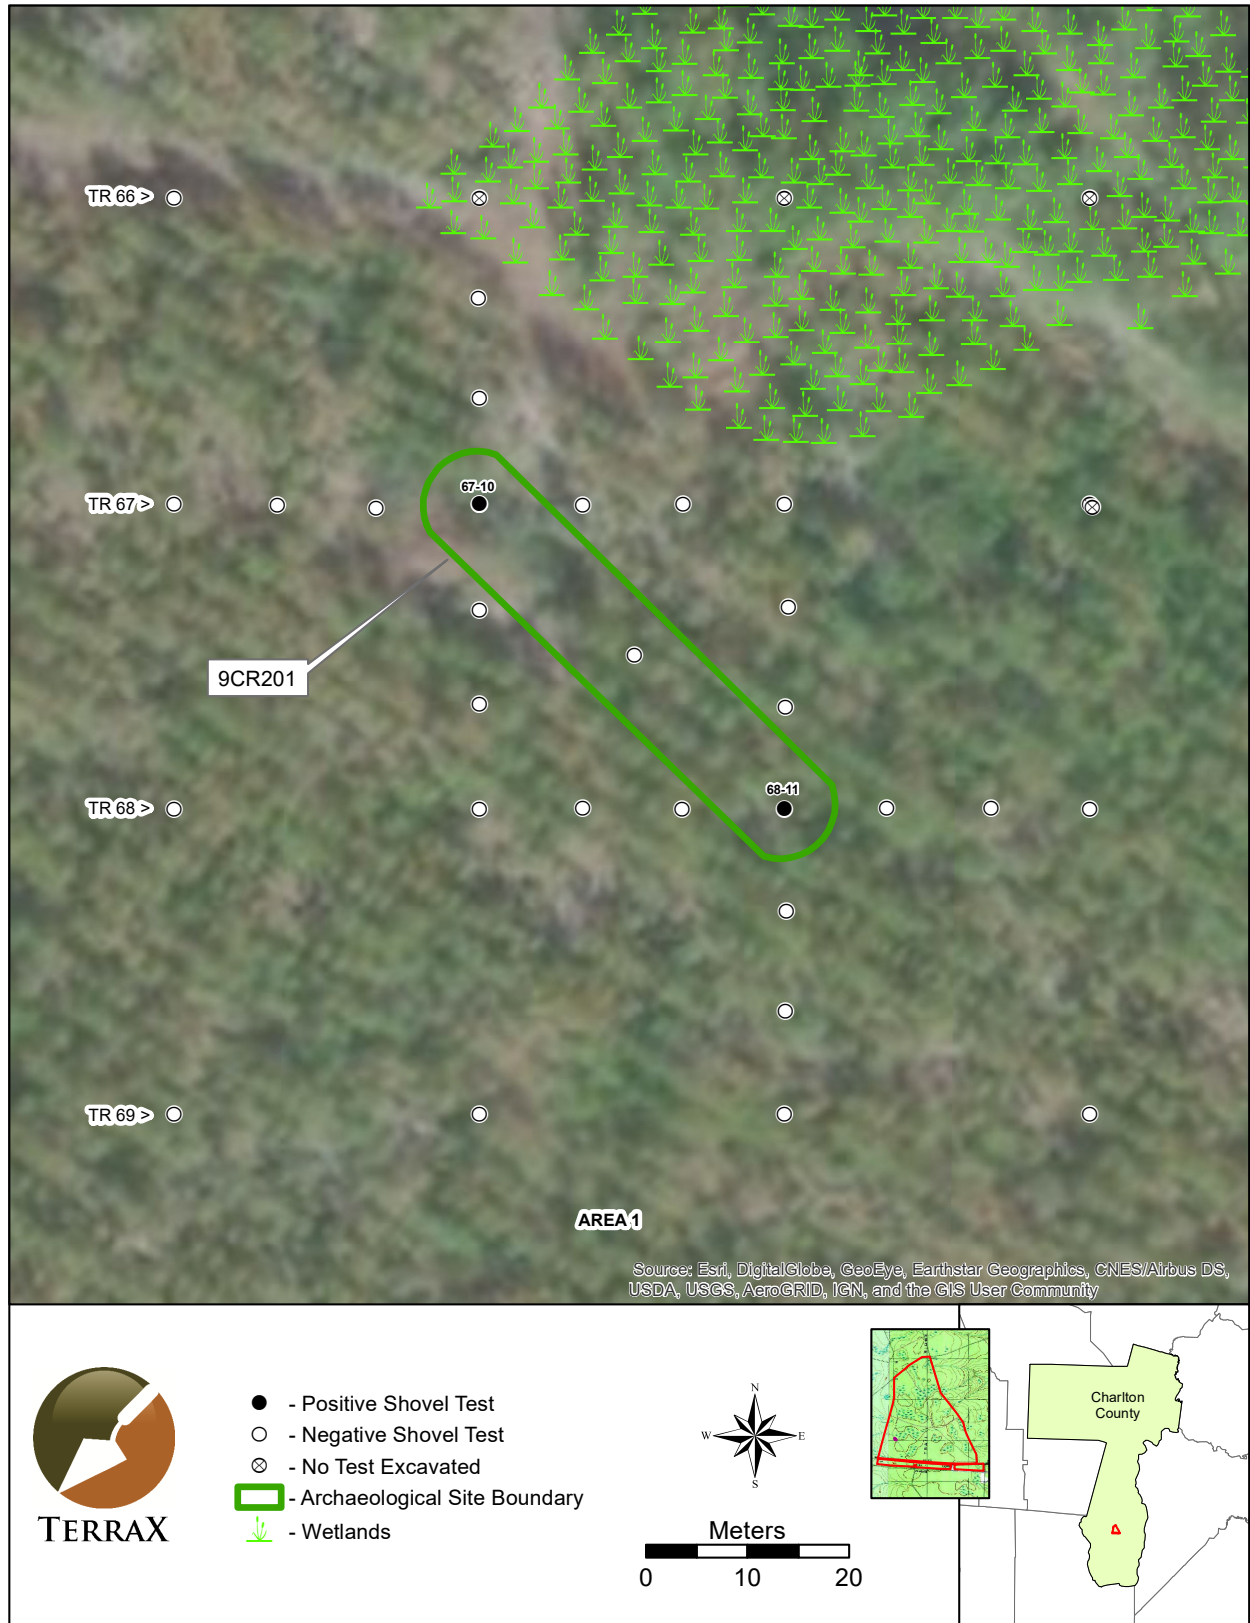 TR 66 >
67-10
TR 67 >
9CR201
68-11
TR 68 >
TR 69 >
AREA 1
Source: Esri, DigitalGlobe, GeoEye, Earthstar Geographics, CNES/Airbus DS,
USDA, USGS, AeroGRID, IGN, and the GIS User Community
TERRAX
- Positive Shovel Test
- Negative Shovel Test
- No Test Excavated
- Archaeological Site Boundary
- Wetlands
N
W E
S
Meters
0 10 20
Charlton
County